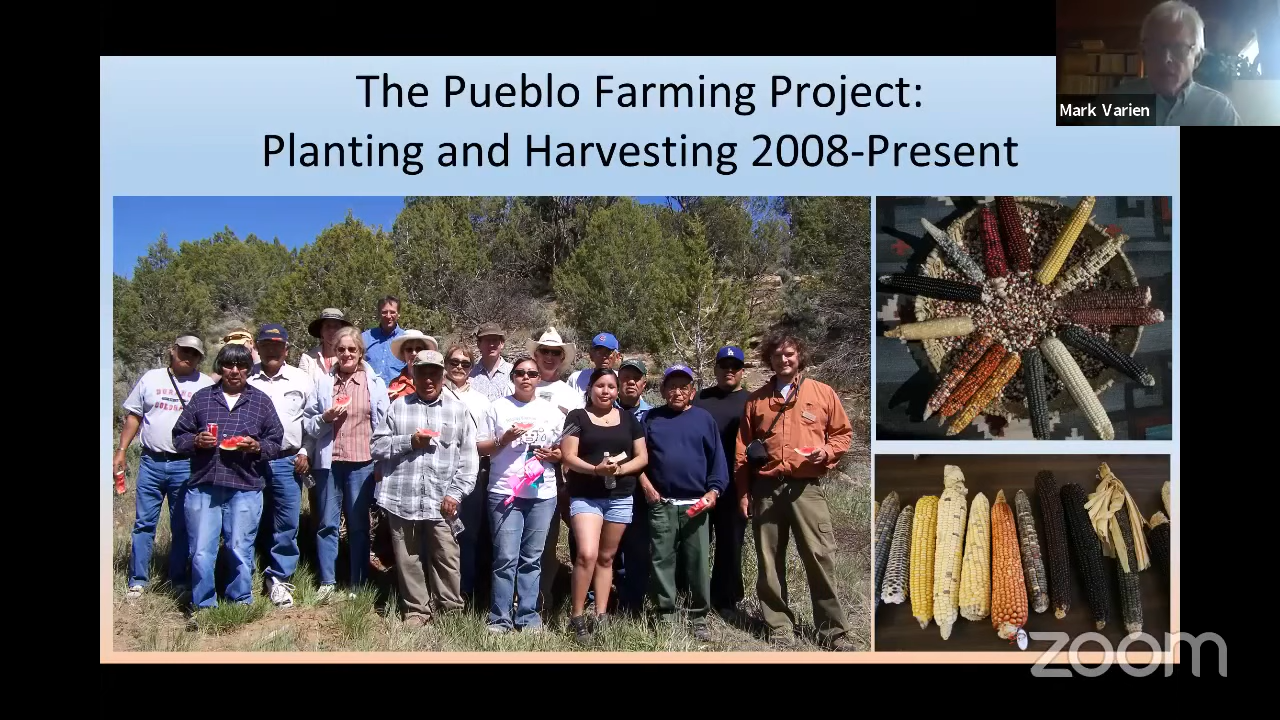 The Pueblo Farming Project:
Planting and Harvesting 2008-Present
Mark Varien
zoom